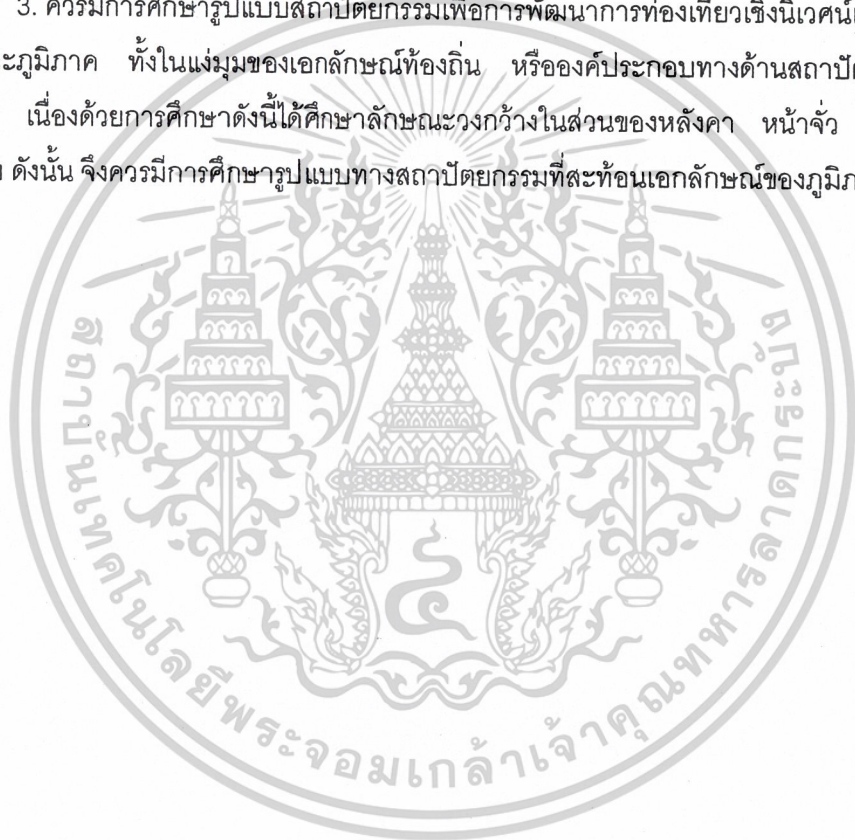 3. ควรมีการศึกษารูปแบบสถาปัตยกรรมเพื่อการพัฒนาการท่องเที่ยวเชิงนิเวศน์
ะภูมิภาค ทั้งในแง่มุมของเอกลักษณ์ท้องถิ่น หรือองค์ประกอบทางด้านสถาปัต
เนื่องด้วยการศึกษาดังนี้ได้ศึกษาลักษณะวงกว้างในส่วนของหลังคา หน้าจั่ว
ดังนั้น จึงควรมีการศึกษารูปแบบทางสถาปัตยกรรมที่สะท้อนเอกลักษณ์ของภูมิภ
สถาบันเทคโนโลยีพระจอมเกล้าเจ้าคุณทหารลาดกระบัง